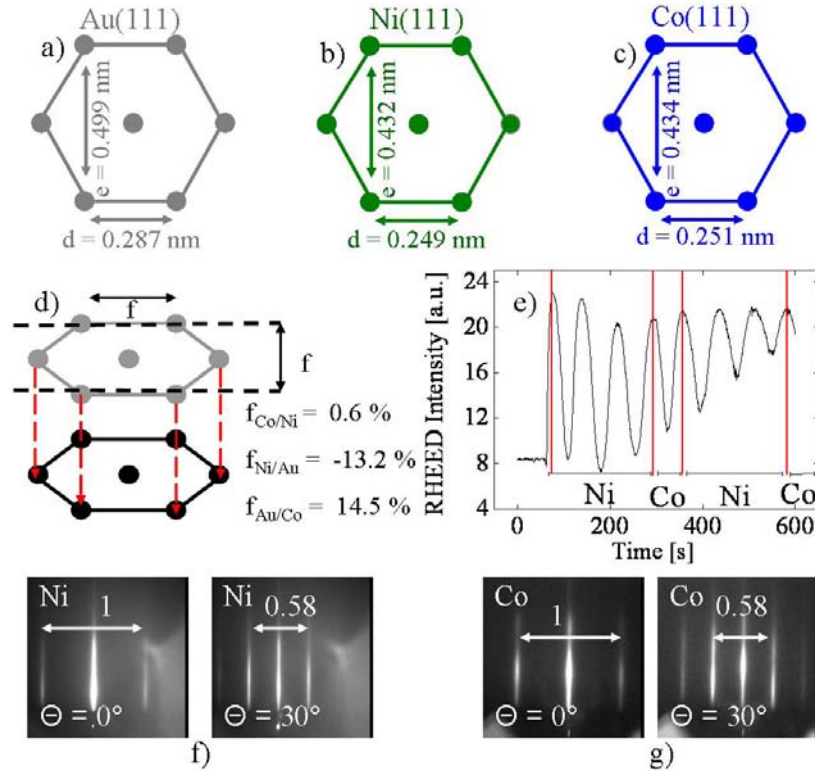 Au(111)
a)
e = 0.499 nm
d = 0.287 nm
Ni(111)
b)
e = 0.432 nm
d = 0.249 nm
Co(111)
c)
e = 0.434 nm
d = 0.251 nm
d)
f
f
f_Co/Ni = 0.6 %
f_Ni/Au = -13.2 %
f_Au/Co = 14.5 %
e)
RHEED Intensity [a.u.]
24
20
16
12
8
4
Ni
Co
Ni
Co
0
200
400
600
Time [s]
Ni
1
Θ = 0°
Ni
0.58
Θ = 30°
f)
Co
1
Θ = 0°
Co
0.58
Θ = 30°
g)